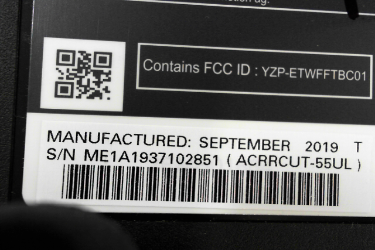 Contains FCC ID : YZP-ETWFFTBC01
MANUFACTURED: SEPTEMBER 2019 T
S/N ME1A1937102851 ( ACRRCUT-55UL )